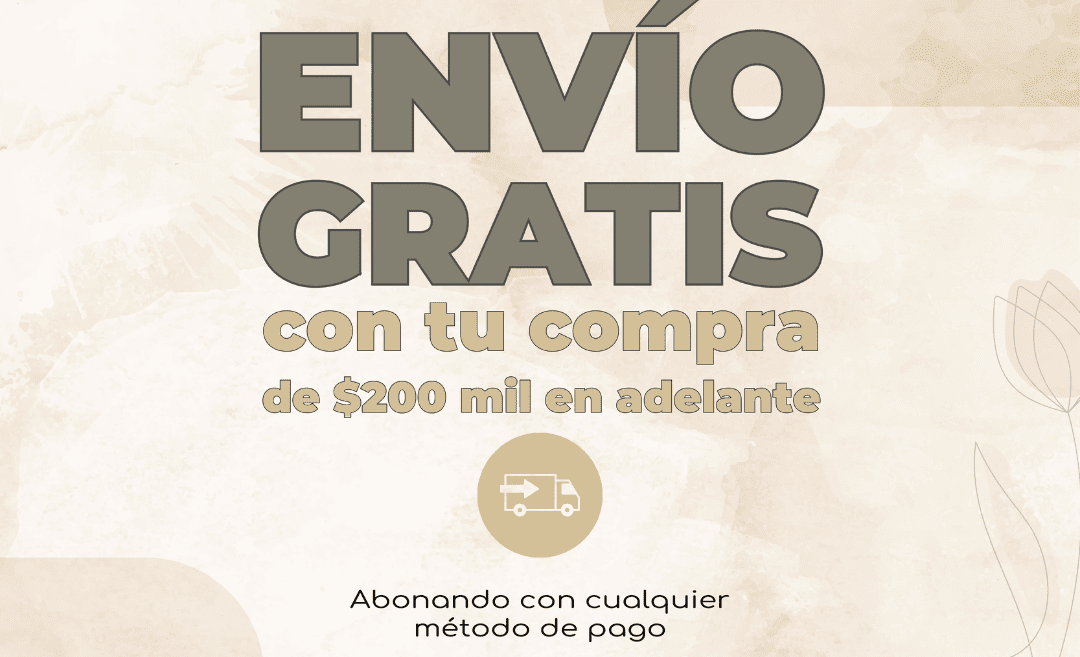 ENVÍO
GRATIS
con tu compra
de $200 mil en adelante
Abonando con cualquier
método de pago